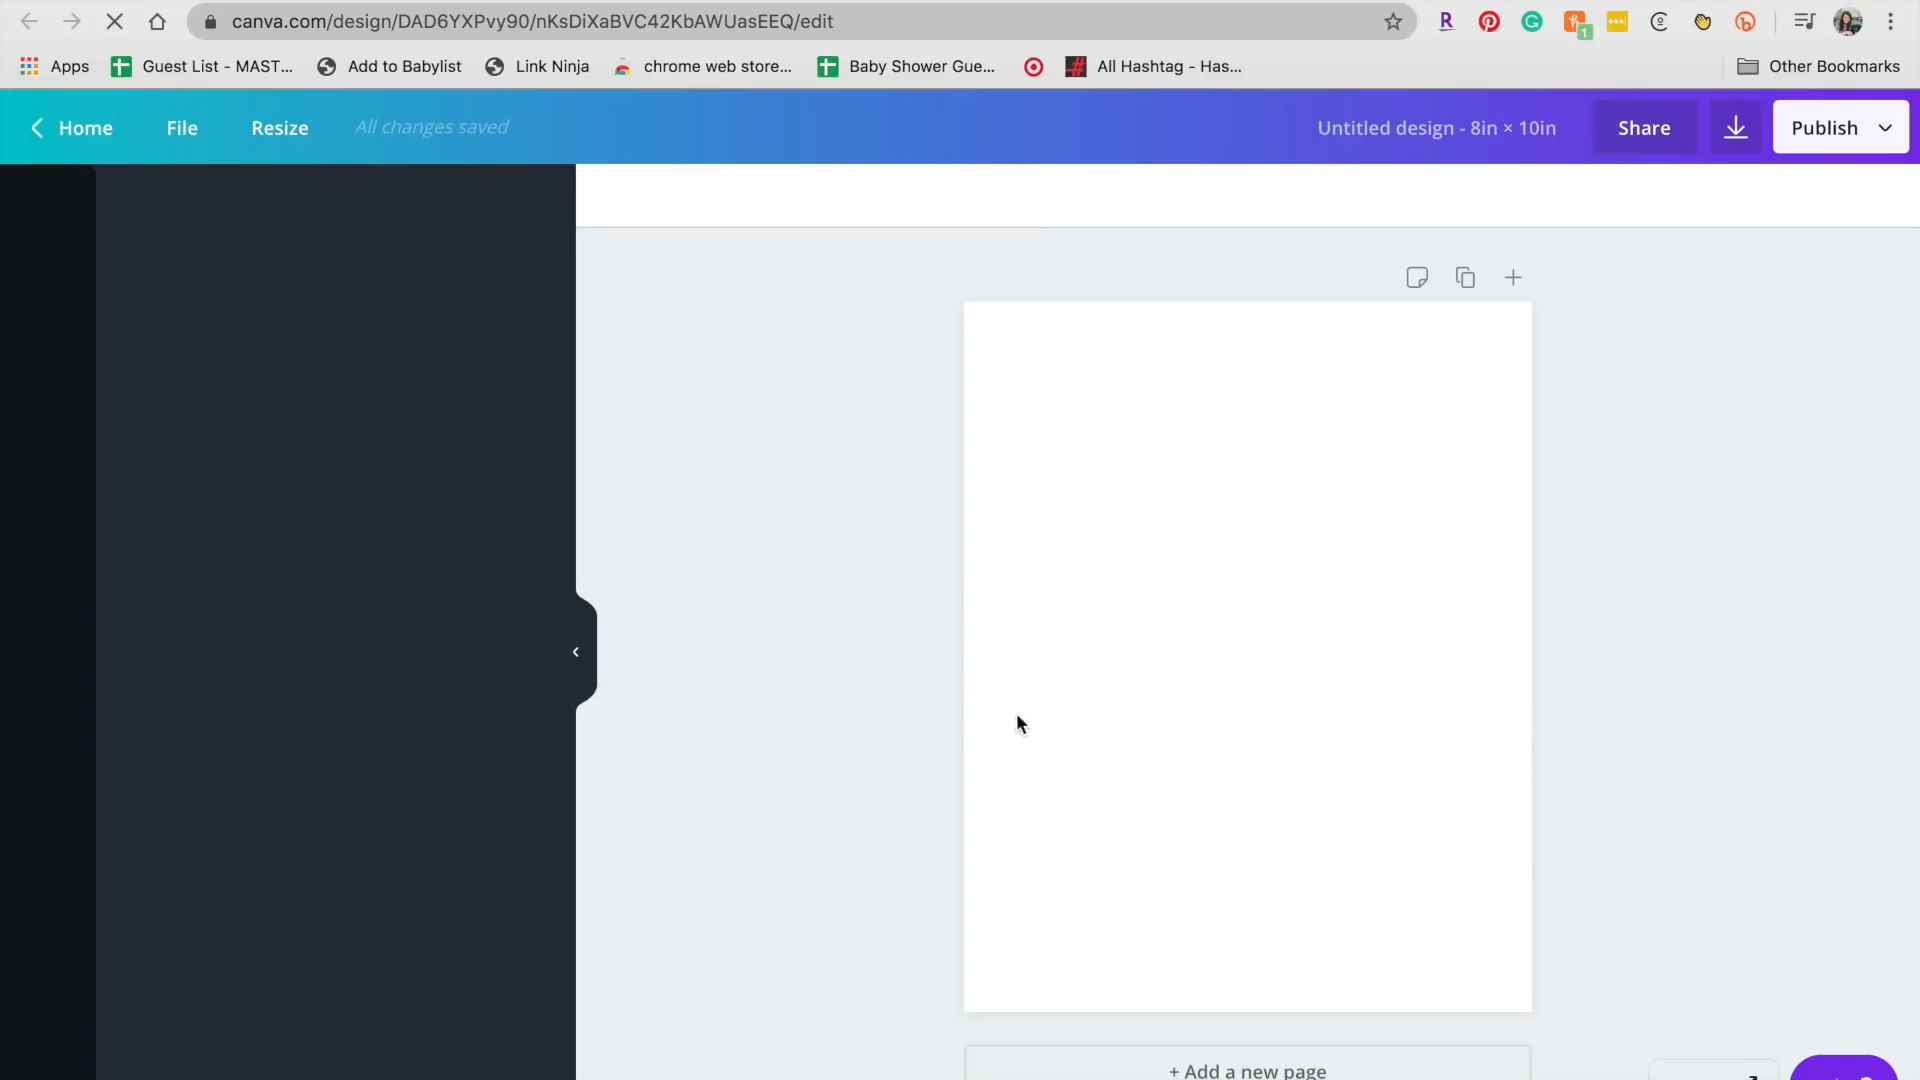 canva.com/design/DAD6YXPvy90/nKsDiXaBVC42KbAWUasEEQ/edit
1
Apps Guest List - MAST... Add to Babylist Link Ninja chrome web store... Baby Shower Gue... All Hashtag - Has... Other Bookmarks
Home File Resize All changes saved Untitled design - 8in × 10in Share Publish
+ Add a new page